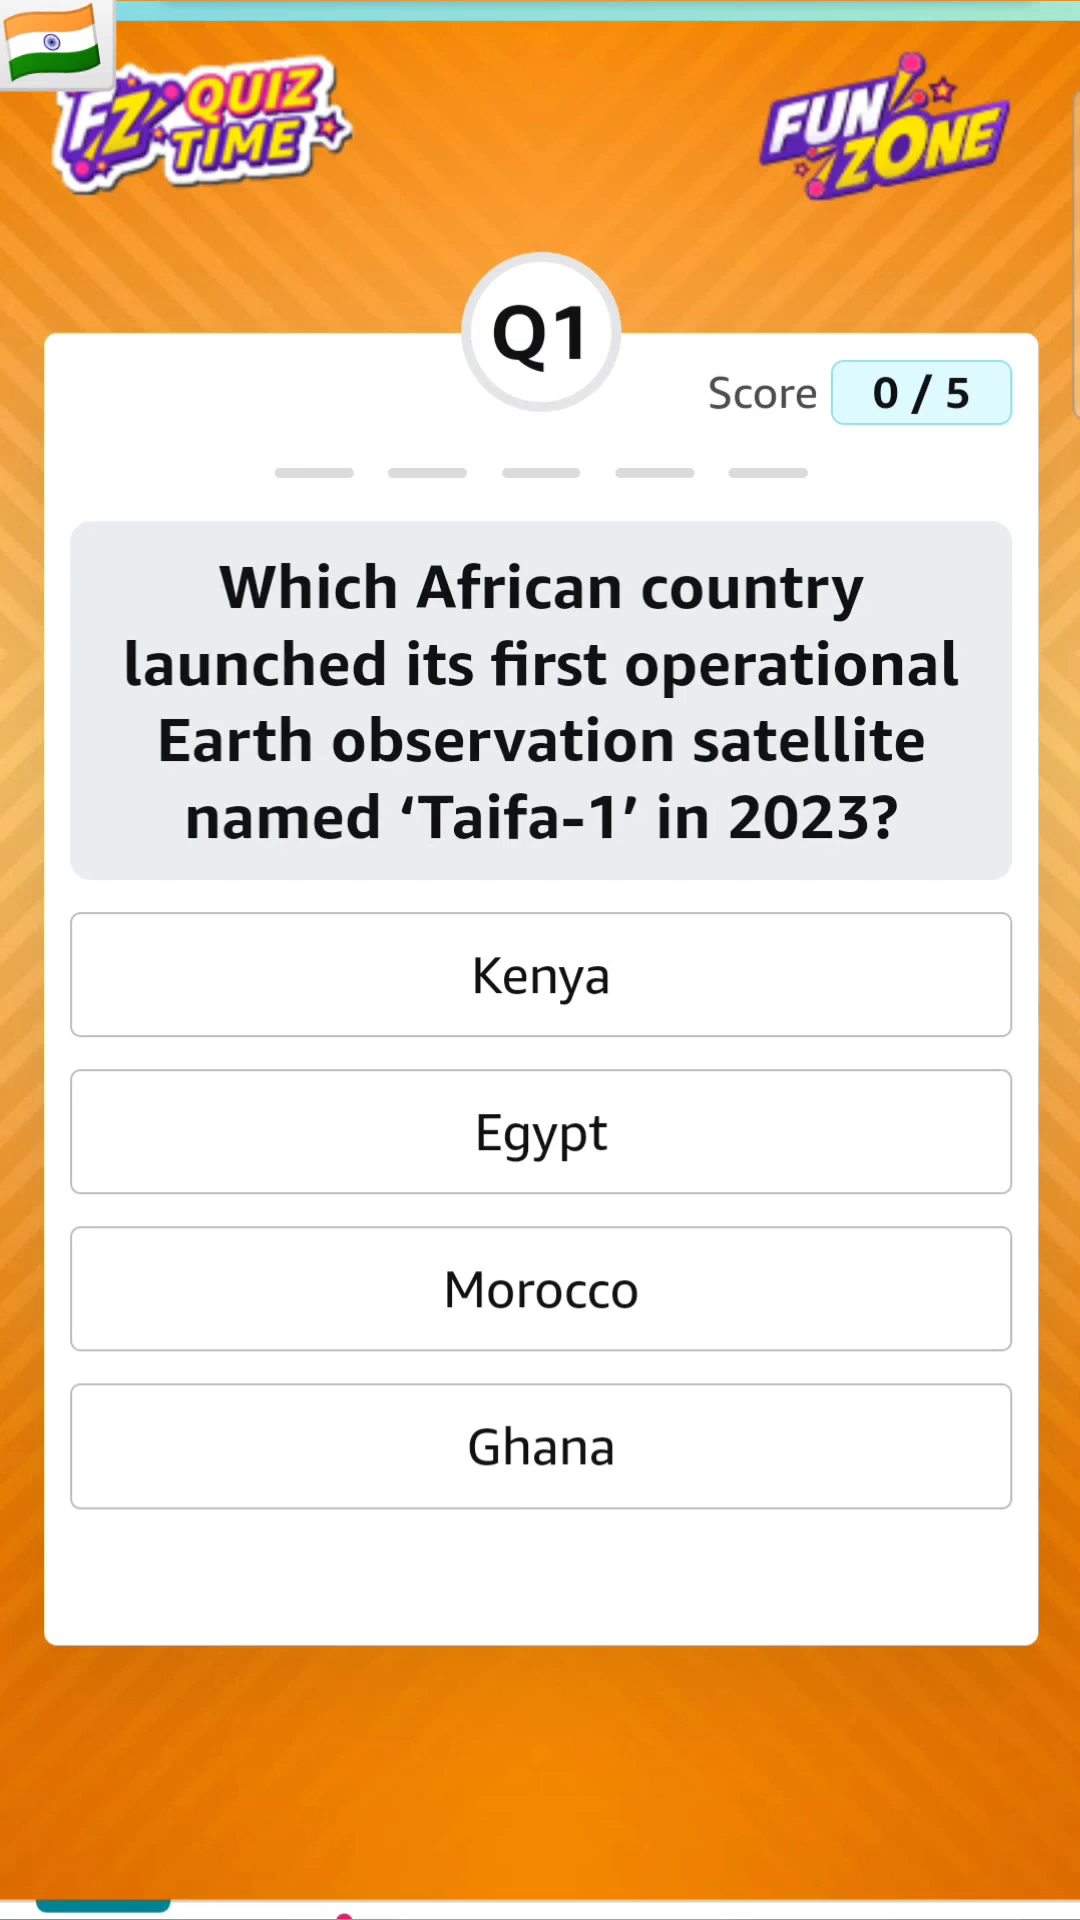 FZ QUIZ TIME
FUN ZONE
Q1
Score 0 / 5
Which African country
launched its first operational
Earth observation satellite
named ‘Taifa-1’ in 2023?
Kenya
Egypt
Morocco
Ghana